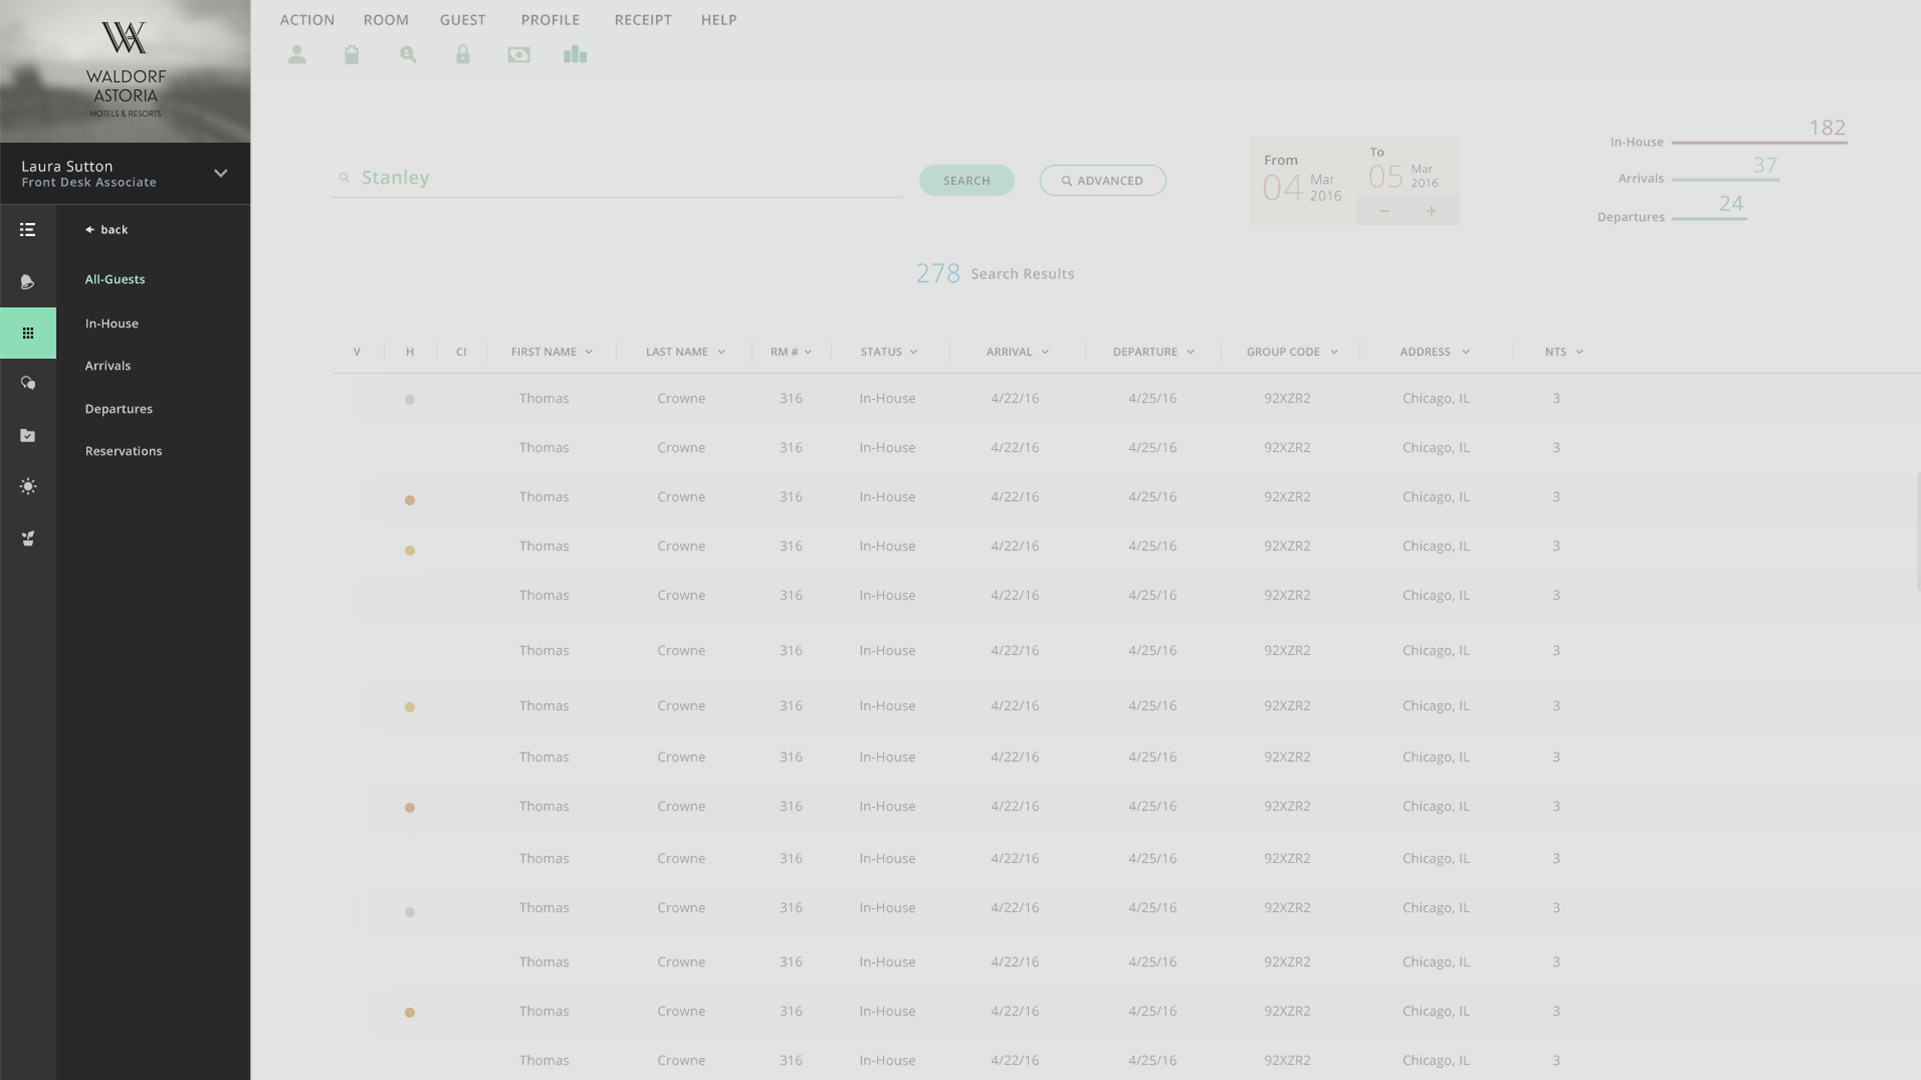 WALDORF
ASTORIA
HOTELS & RESORTS
Laura Sutton
Front Desk Associate
back
All-Guests
In-House
Arrivals
Departures
Reservations
ACTION ROOM GUEST PROFILE RECEIPT HELP
Stanley
SEARCH
ADVANCED
From
04 Mar 2016
To
05 Mar 2016
− +
In-House 182
Arrivals 37
Departures 24
278 Search Results
V H CI FIRST NAME LAST NAME RM # STATUS ARRIVAL DEPARTURE GROUP CODE ADDRESS NTS
Thomas Crowne 316 In-House 4/22/16 4/25/16 92XZR2 Chicago, IL 3
Thomas Crowne 316 In-House 4/22/16 4/25/16 92XZR2 Chicago, IL 3
Thomas Crowne 316 In-House 4/22/16 4/25/16 92XZR2 Chicago, IL 3
Thomas Crowne 316 In-House 4/22/16 4/25/16 92XZR2 Chicago, IL 3
Thomas Crowne 316 In-House 4/22/16 4/25/16 92XZR2 Chicago, IL 3
Thomas Crowne 316 In-House 4/22/16 4/25/16 92XZR2 Chicago, IL 3
Thomas Crowne 316 In-House 4/22/16 4/25/16 92XZR2 Chicago, IL 3
Thomas Crowne 316 In-House 4/22/16 4/25/16 92XZR2 Chicago, IL 3
Thomas Crowne 316 In-House 4/22/16 4/25/16 92XZR2 Chicago, IL 3
Thomas Crowne 316 In-House 4/22/16 4/25/16 92XZR2 Chicago, IL 3
Thomas Crowne 316 In-House 4/22/16 4/25/16 92XZR2 Chicago, IL 3
Thomas Crowne 316 In-House 4/22/16 4/25/16 92XZR2 Chicago, IL 3
Thomas Crowne 316 In-House 4/22/16 4/25/16 92XZR2 Chicago, IL 3
Thomas Crowne 316 In-House 4/22/16 4/25/16 92XZR2 Chicago, IL 3